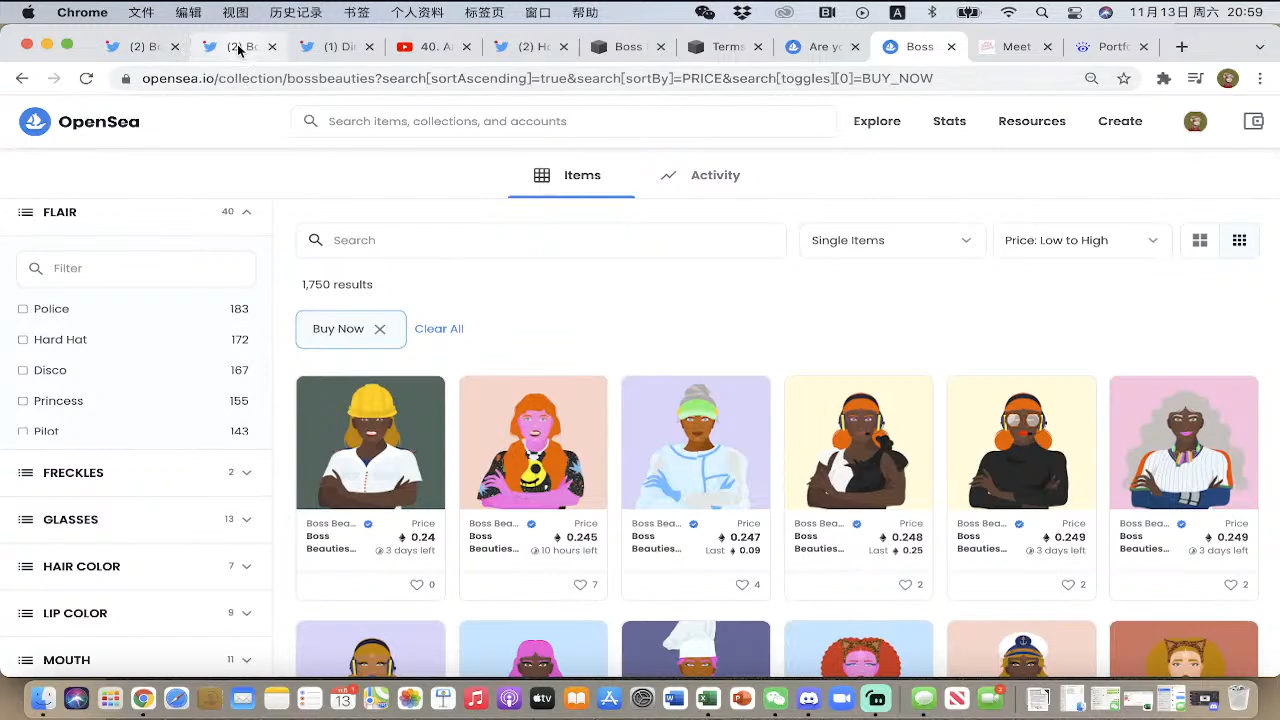 Chrome 文件 编辑 视图 历史记录 书签 个人资料 标签页 窗口 帮助 A 11月13日 周六 20:59
(2) B (2) Bo (1) Di 40. A (2) Ho Boss Terms Are y Boss Meet Portfo
opensea.io/collection/bossbeauties?search[sortAscending]=true&search[sortBy]=PRICE&search[toggles][0]=BUY_NOW
OpenSea Search items, collections, and accounts Explore Stats Resources Create
Items Activity
FLAIR 40
Filter
Police 183
Hard Hat 172
Disco 167
Princess 155
Pilot 143
FRECKLES 2
GLASSES 13
HAIR COLOR 7
LIP COLOR 9
MOUTH 11
Search Single Items Price: Low to High
1,750 results
Buy Now Clear All
Boss Bea... Price
Boss 0.24
Beauties... 3 days left
0
Boss Bea... Price
Boss 0.245
Beauties... 10 hours left
7
Boss Bea... Price
Boss 0.247
Beauties... Last 0.09
4
Boss Bea... Price
Boss 0.248
Beauties... Last 0.25
2
Boss Bea... Price
Boss 0.249
Beauties... 3 days left
2
Boss Bea... Price
Boss 0.249
Beauties... 3 days left
2